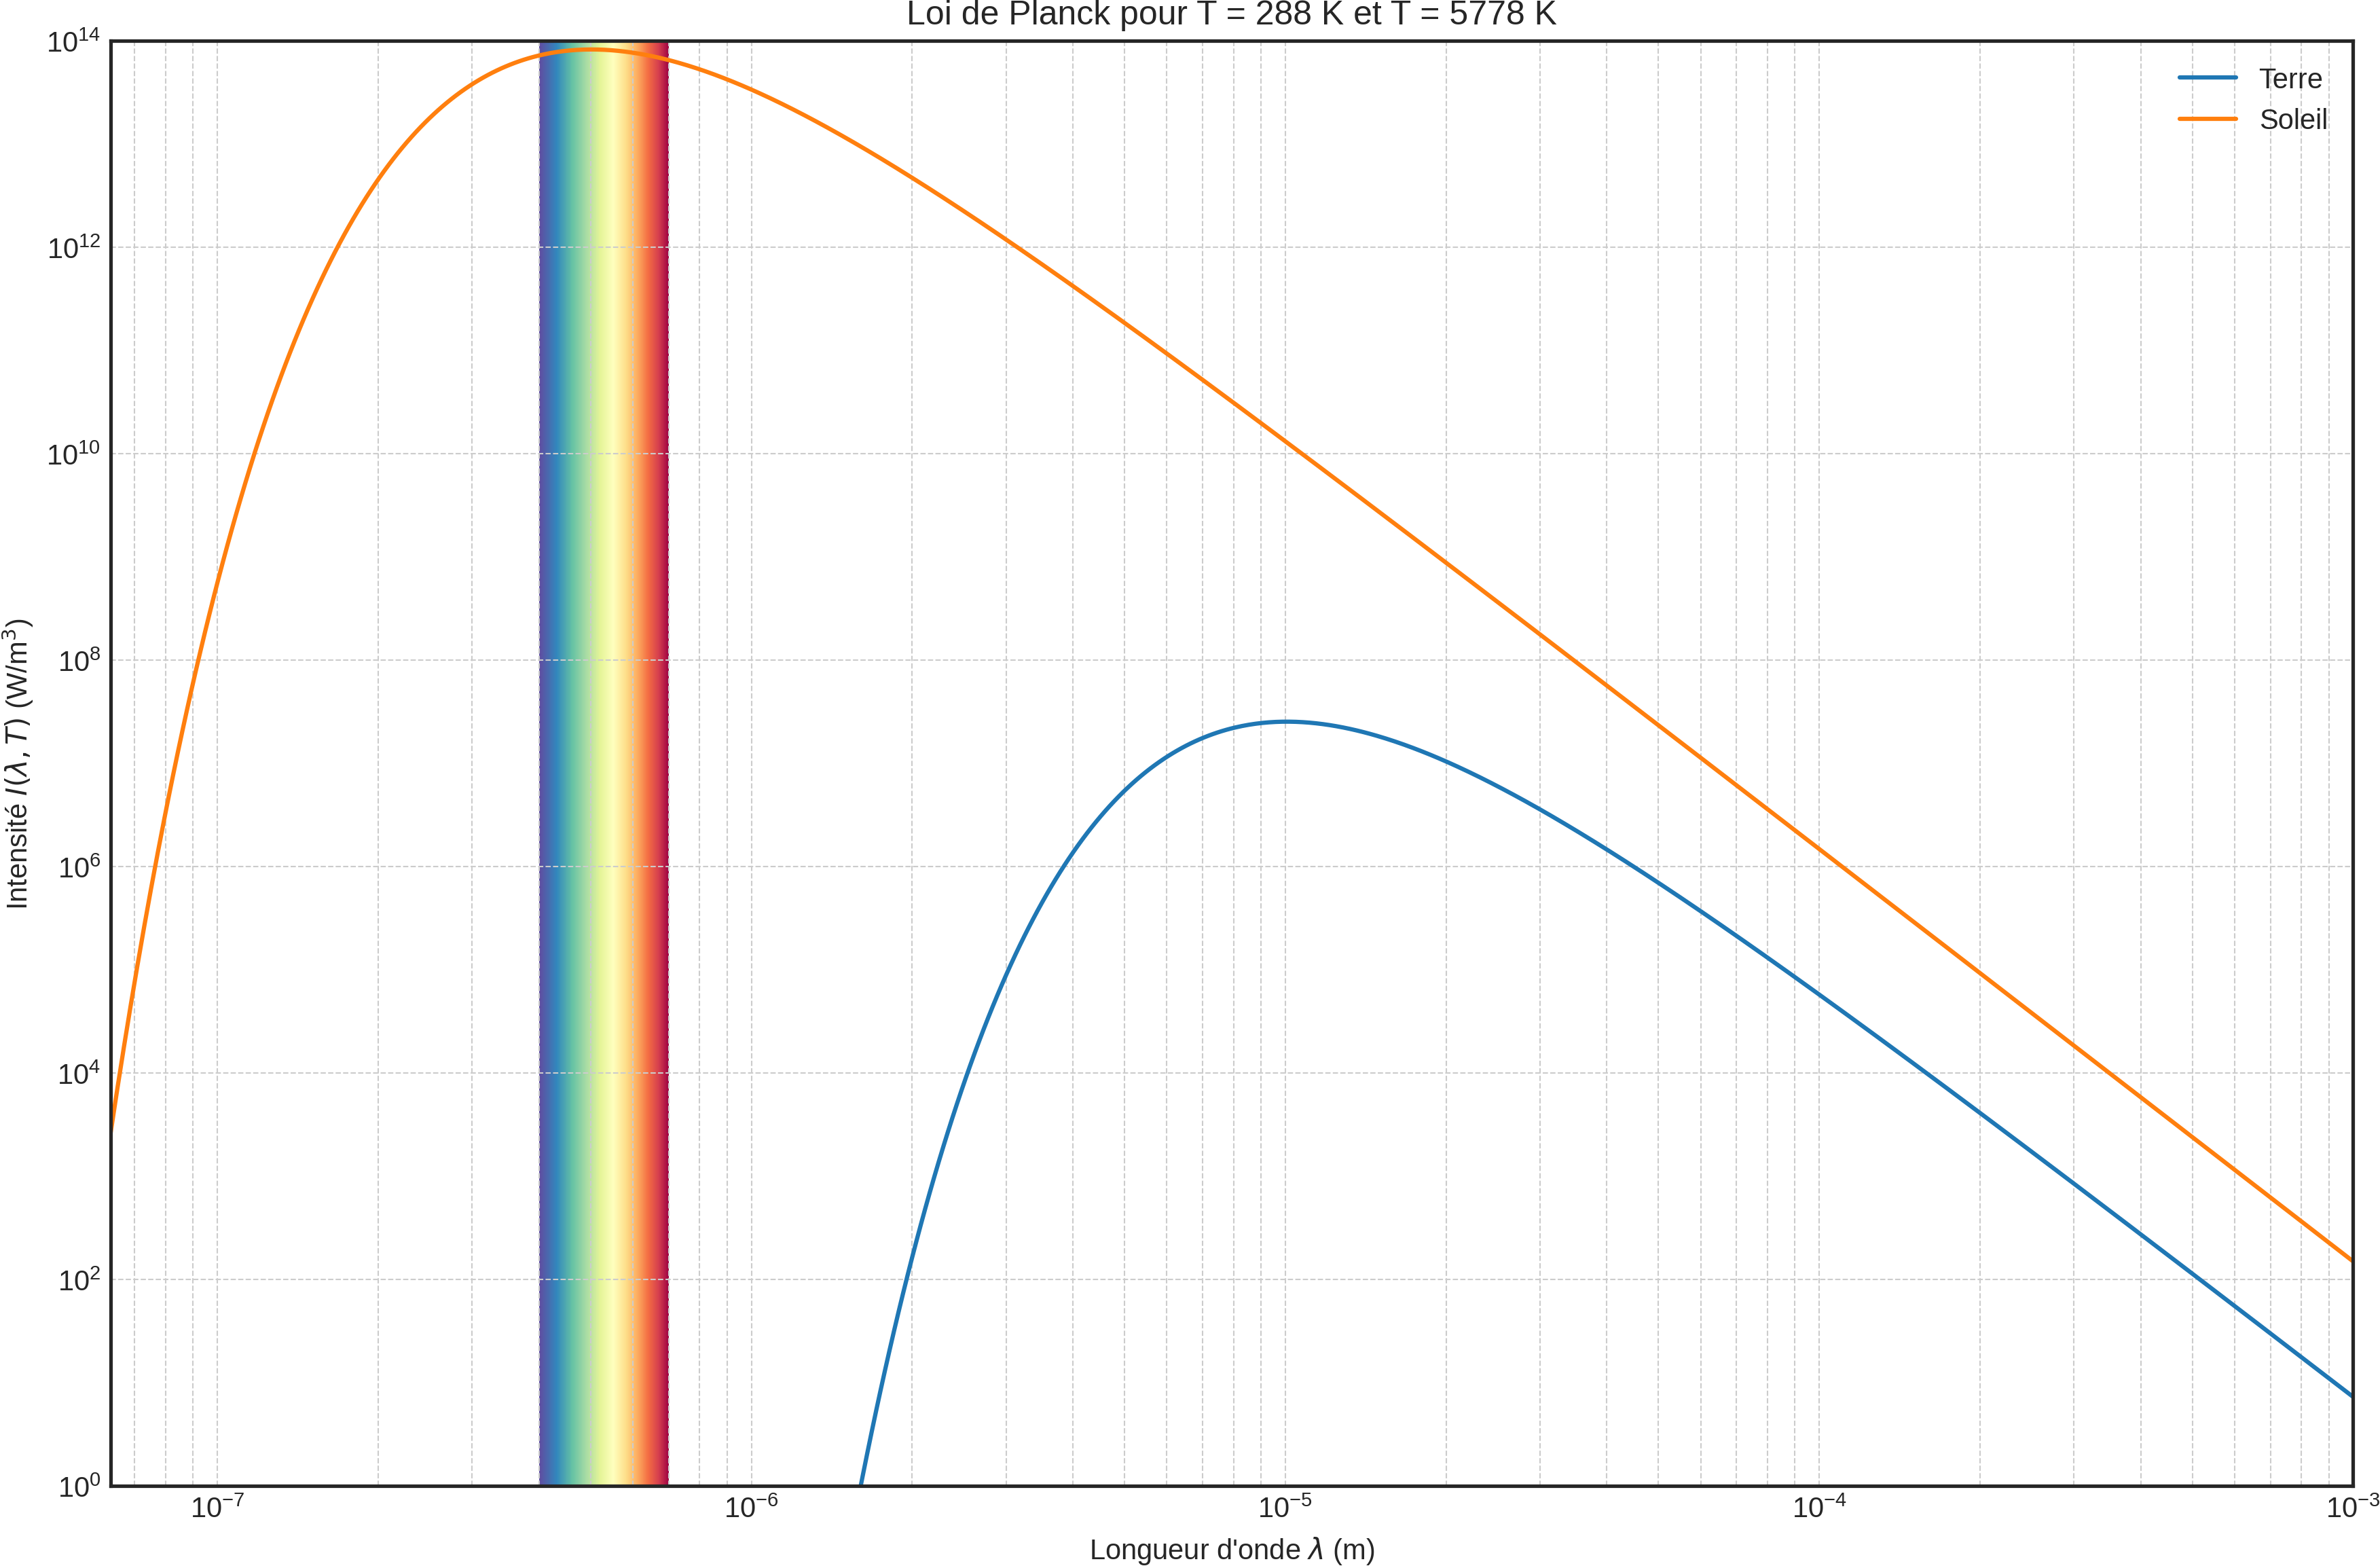 Loi de Planck pour T = 288 K et T = 5778 K
Terre
Soleil
10¹⁴
10¹²
10¹⁰
10⁸
10⁶
10⁴
10²
10⁰
Intensité I(λ, T) (W/m³)
10⁻⁷ 10⁻⁶ 10⁻⁵ 10⁻⁴ 10⁻³
Longueur d'onde λ (m)